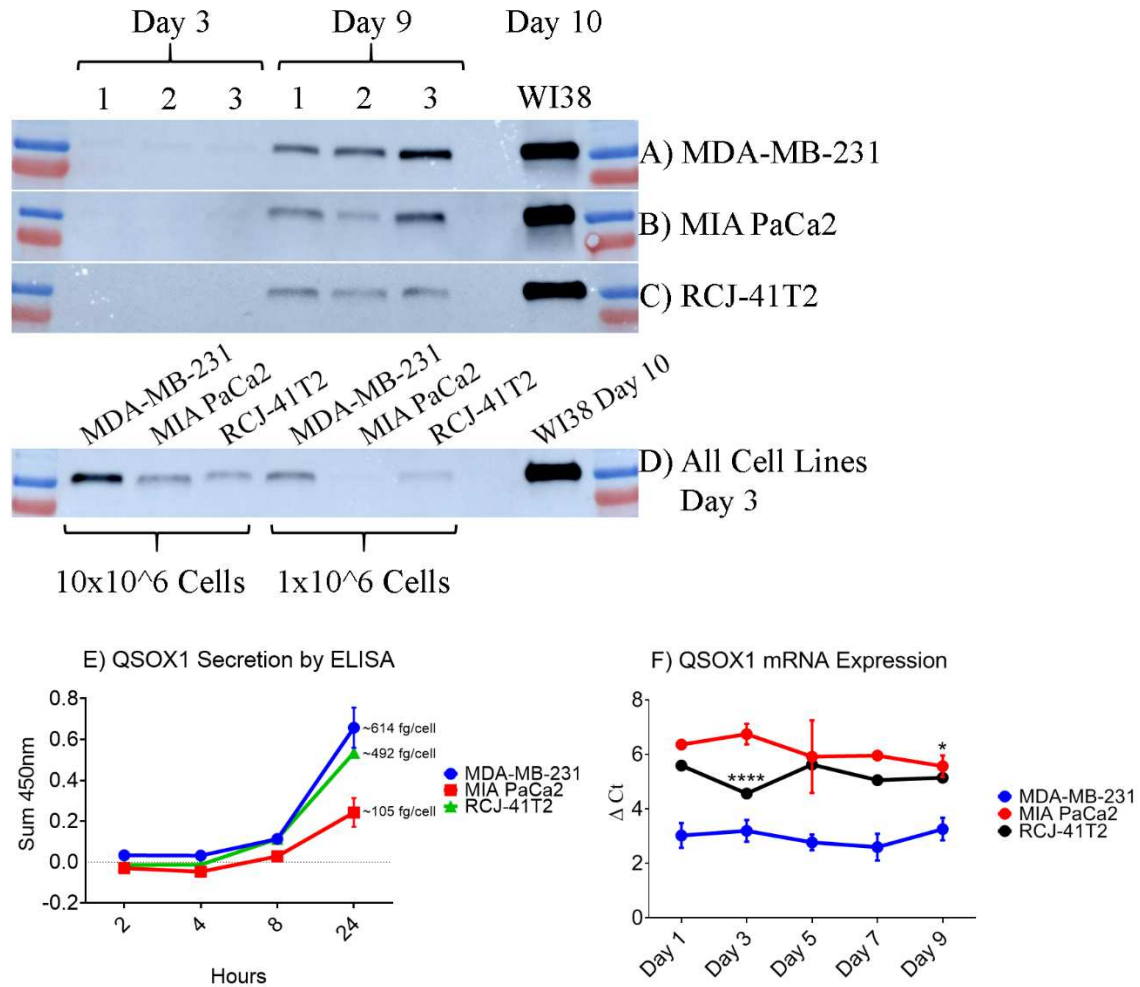 Day 3 Day 9 Day 10
1 2 3 1 2 3 WI38
A) MDA-MB-231
B) MIA PaCa2
C) RCJ-41T2
MDA-MB-231 MIA PaCa2 RCJ-41T2 MDA-MB-231 MIA PaCa2 RCJ-41T2 WI38 Day 10
D) All Cell Lines
Day 3
10x10^6 Cells 1x10^6 Cells
E) QSOX1 Secretion by ELISA
Sum 450nm
0.8
0.6
0.4
0.2
0.0
-0.2
~614 fg/cell
~492 fg/cell
~105 fg/cell
MDA-MB-231
MIA PaCa2
RCJ-41T2
2 4 8 24
Hours
F) QSOX1 mRNA Expression
Δ Ct
8
6
4
2
0
****
*
MDA-MB-231
MIA PaCa2
RCJ-41T2
Day 1 Day 3 Day 5 Day 7 Day 9